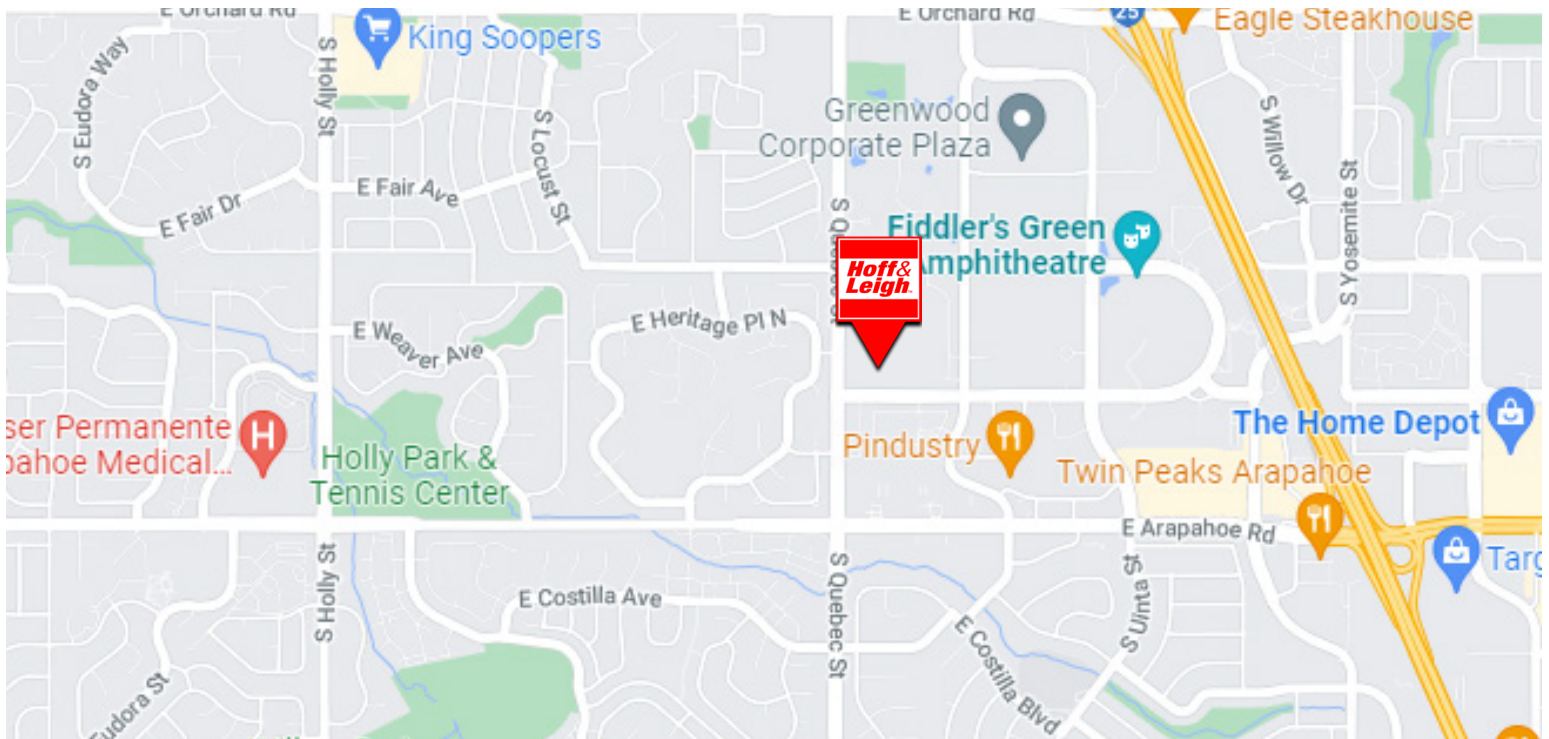 E Orchard Rd
E Orchard Rd
25
Eagle Steakhouse
King Soopers
S Holly St
S Eudora Way
S Locust St
Greenwood
Corporate Plaza
S Willow Dr
S Yosemite St
E Fair Ave
E Fair Dr
S Quebec St
Fiddler's Green
Amphitheatre
Hoff&
Leigh
E Heritage Pl N
E Weaver Ave
ser Permanente
pahoe Medical...
H
Holly Park &
Tennis Center
Pindustry
The Home Depot
Twin Peaks Arapahoe
E Arapahoe Rd
Targ
S Holly St
E Costilla Ave
S Quebec St
S Uinta St
E Costilla Blvd
Eudora St